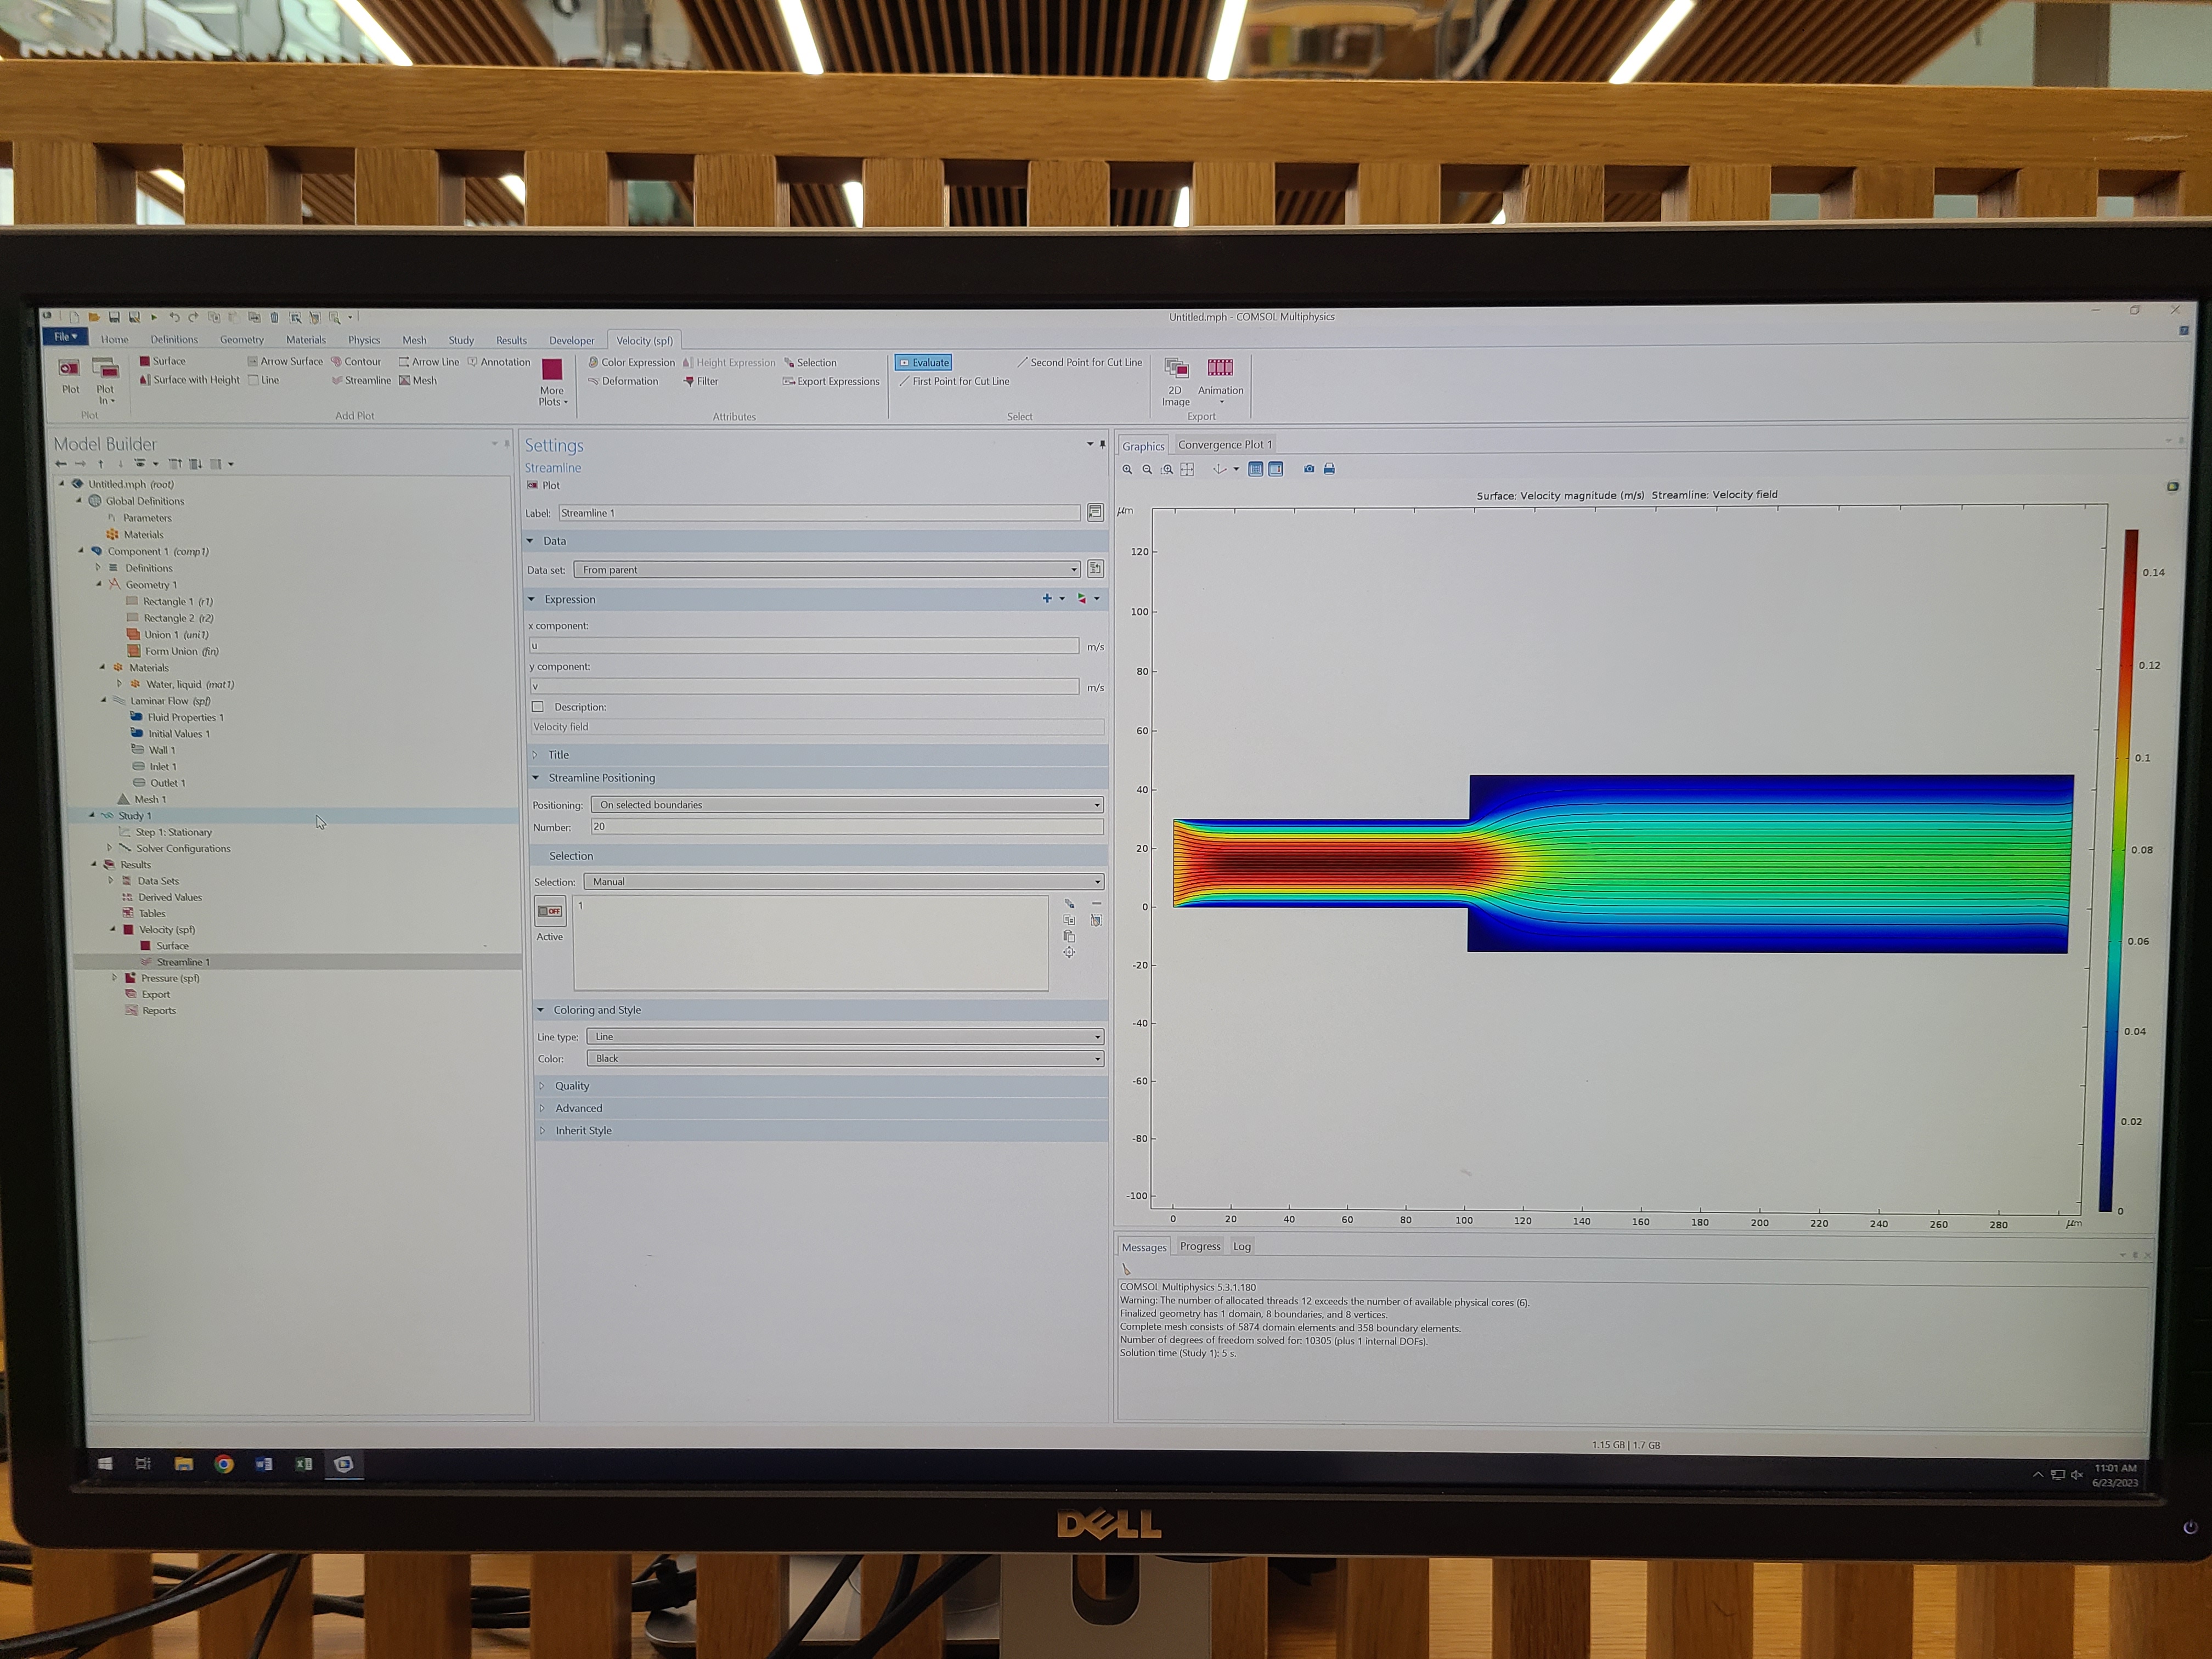 Untitled.mph - COMSOL Multiphysics
File Home Definitions Geometry Materials Physics Mesh Study Results Developer Velocity (spf)
Plot
Plot In
Plot
Surface Arrow Surface Contour Arrow Line Annotation
Surface with Height Line Streamline Mesh
More Plots
Add Plot
Color Expression Height Expression Selection
Deformation Filter Export Expressions
Attributes
Evaluate Second Point for Cut Line
First Point for Cut Line
Select
2D Image
Animation
Export
Model Builder
Untitled.mph (root)
Global Definitions
Pi Parameters
Materials
Component 1 (comp1)
Definitions
Geometry 1
Rectangle 1 (r1)
Rectangle 2 (r2)
Union 1 (uni1)
Form Union (fin)
Materials
Water, liquid (mat1)
Laminar Flow (spf)
Fluid Properties 1
Initial Values 1
Wall 1
Inlet 1
Outlet 1
Mesh 1
Study 1
Step 1: Stationary
Solver Configurations
Results
Data Sets
Derived Values
Tables
Velocity (spf)
Surface
Streamline 1
Pressure (spf)
Export
Reports
Settings
Streamline
Plot
Label: Streamline 1
Data
Data set: From parent
Expression
x component:
u m/s
y component:
v m/s
Description:
Velocity field
Title
Streamline Positioning
Positioning: On selected boundaries
Number: 20
Selection
Selection: Manual
OFF
Active
1
Coloring and Style
Line type: Line
Color: Black
Quality
Advanced
Inherit Style
Graphics Convergence Plot 1
Surface: Velocity magnitude (m/s) Streamline: Velocity field
μm
120
100
80
60
40
20
0
-20
-40
-60
-80
-100
0 20 40 60 80 100 120 140 160 180 200 220 240 260 280 μm
0.14
0.12
0.1
0.08
0.06
0.04
0.02
0
Messages Progress Log
COMSOL Multiphysics 5.3.1.180
Warning: The number of allocated threads 12 exceeds the number of available physical cores (6).
Finalized geometry has 1 domain, 8 boundaries, and 8 vertices.
Complete mesh consists of 5874 domain elements and 358 boundary elements.
Number of degrees of freedom solved for: 10305 (plus 1 internal DOFs).
Solution time (Study 1): 5 s.
1.15 GB | 1.7 GB
11:01 AM
6/23/2023
DELL